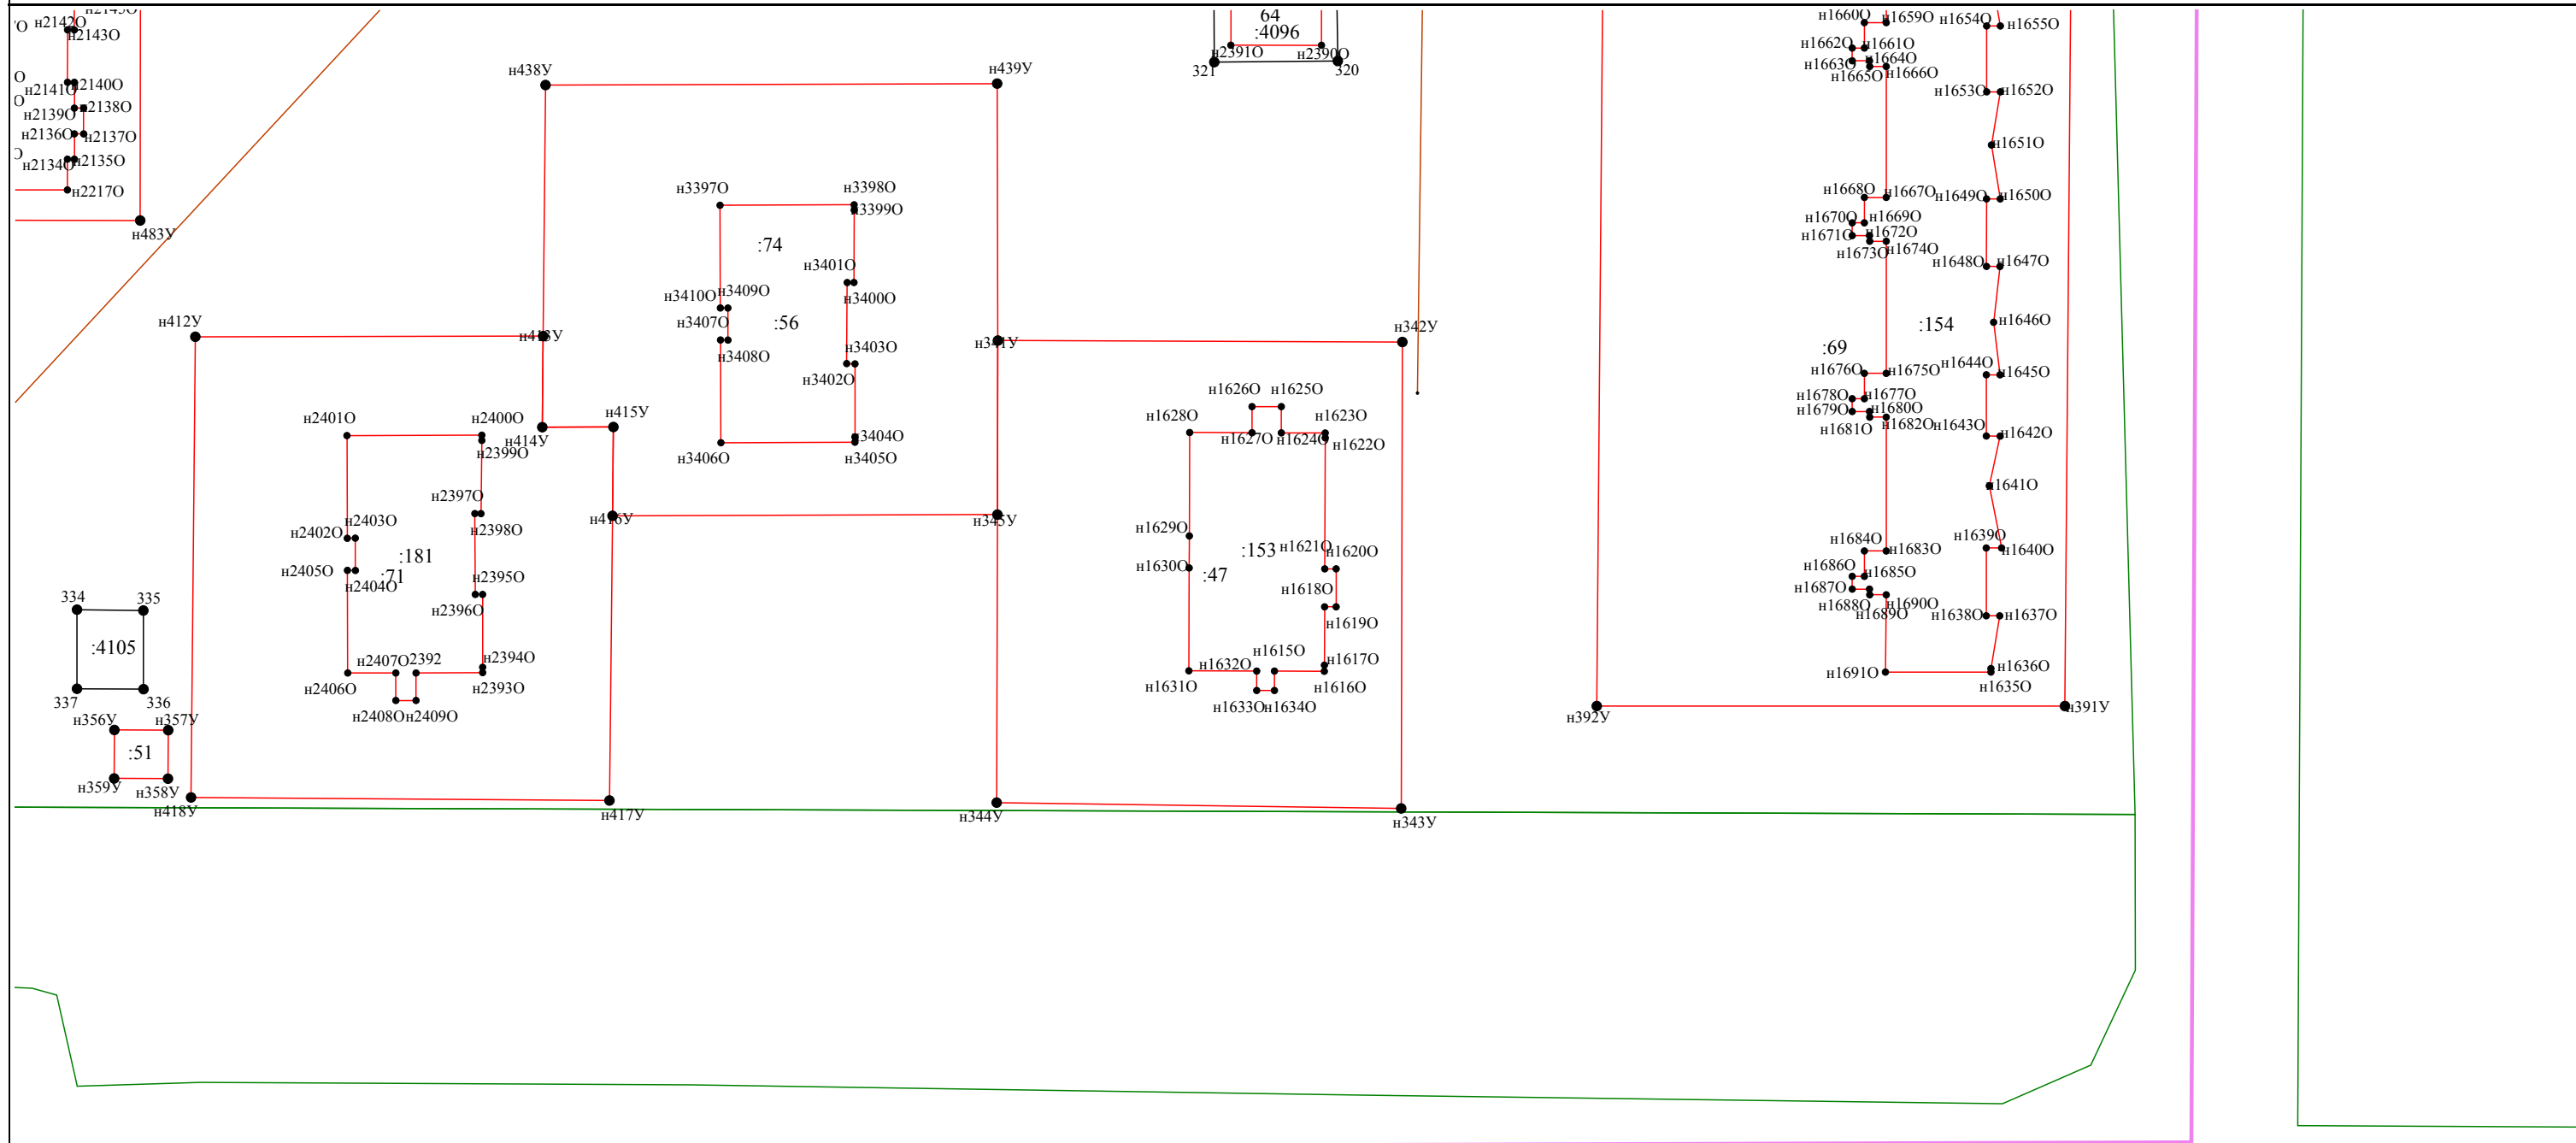 н2142О
н2143О
н2141О
н2140О
н2139О
н2138О
н2136О
н2137О
н2134О
н2135О
н2217О
н483У
н438У
н439У
64
:4096
н2391О
н2390О
321
320
н1660О
н1659О
н1654О
н1655О
н1662О
н1661О
н1663О
н1664О
н1665О
н1666О
н1653О
н1652О
н1651О
н3397О
н3398О
н3399О
:74
н3401О
н3400О
н3410О
н3409О
н3407О
:56
н3408О
н3403О
н3402О
н3404О
н3406О
н3405О
н1668О
н1667О
н1649О
н1650О
н1670О
н1669О
н1671О
н1672О
н1673О
н1674О
н1648О
н1647О
н1646О
:154
:69
н1644О
н1645О
н1676О
н1675О
н1678О
н1677О
н1679О
н1680О
н1681О
н1682О
н1643О
н1642О
н1641О
н412У
н413У
н341У
н342У
н415У
н414У
н416У
н345У
н2401О
н2400О
н2399О
н2397О
н2398О
н2403О
н2402О
:181
:71
н2405О
н2404О
н2395О
н2396О
н2394О
н2407О
2392
н2406О
н2393О
н2408О
н2409О
н1626О
н1625О
н1628О
н1623О
н1627О
н1624О
н1622О
н1629О
:153
н1621О
н1620О
н1630О
:47
н1618О
н1619О
н1615О
н1632О
н1617О
н1631О
н1616О
н1633О
н1634О
н1684О
н1683О
н1639О
н1640О
н1686О
н1685О
н1687О
н1688О
н1690О
н1689О
н1638О
н1637О
н1636О
н1691О
н1635О
н392У
н391У
334
335
:4105
337
336
н356У
н357У
:51
н359У
н358У
н418У
н417У
н344У
н343У